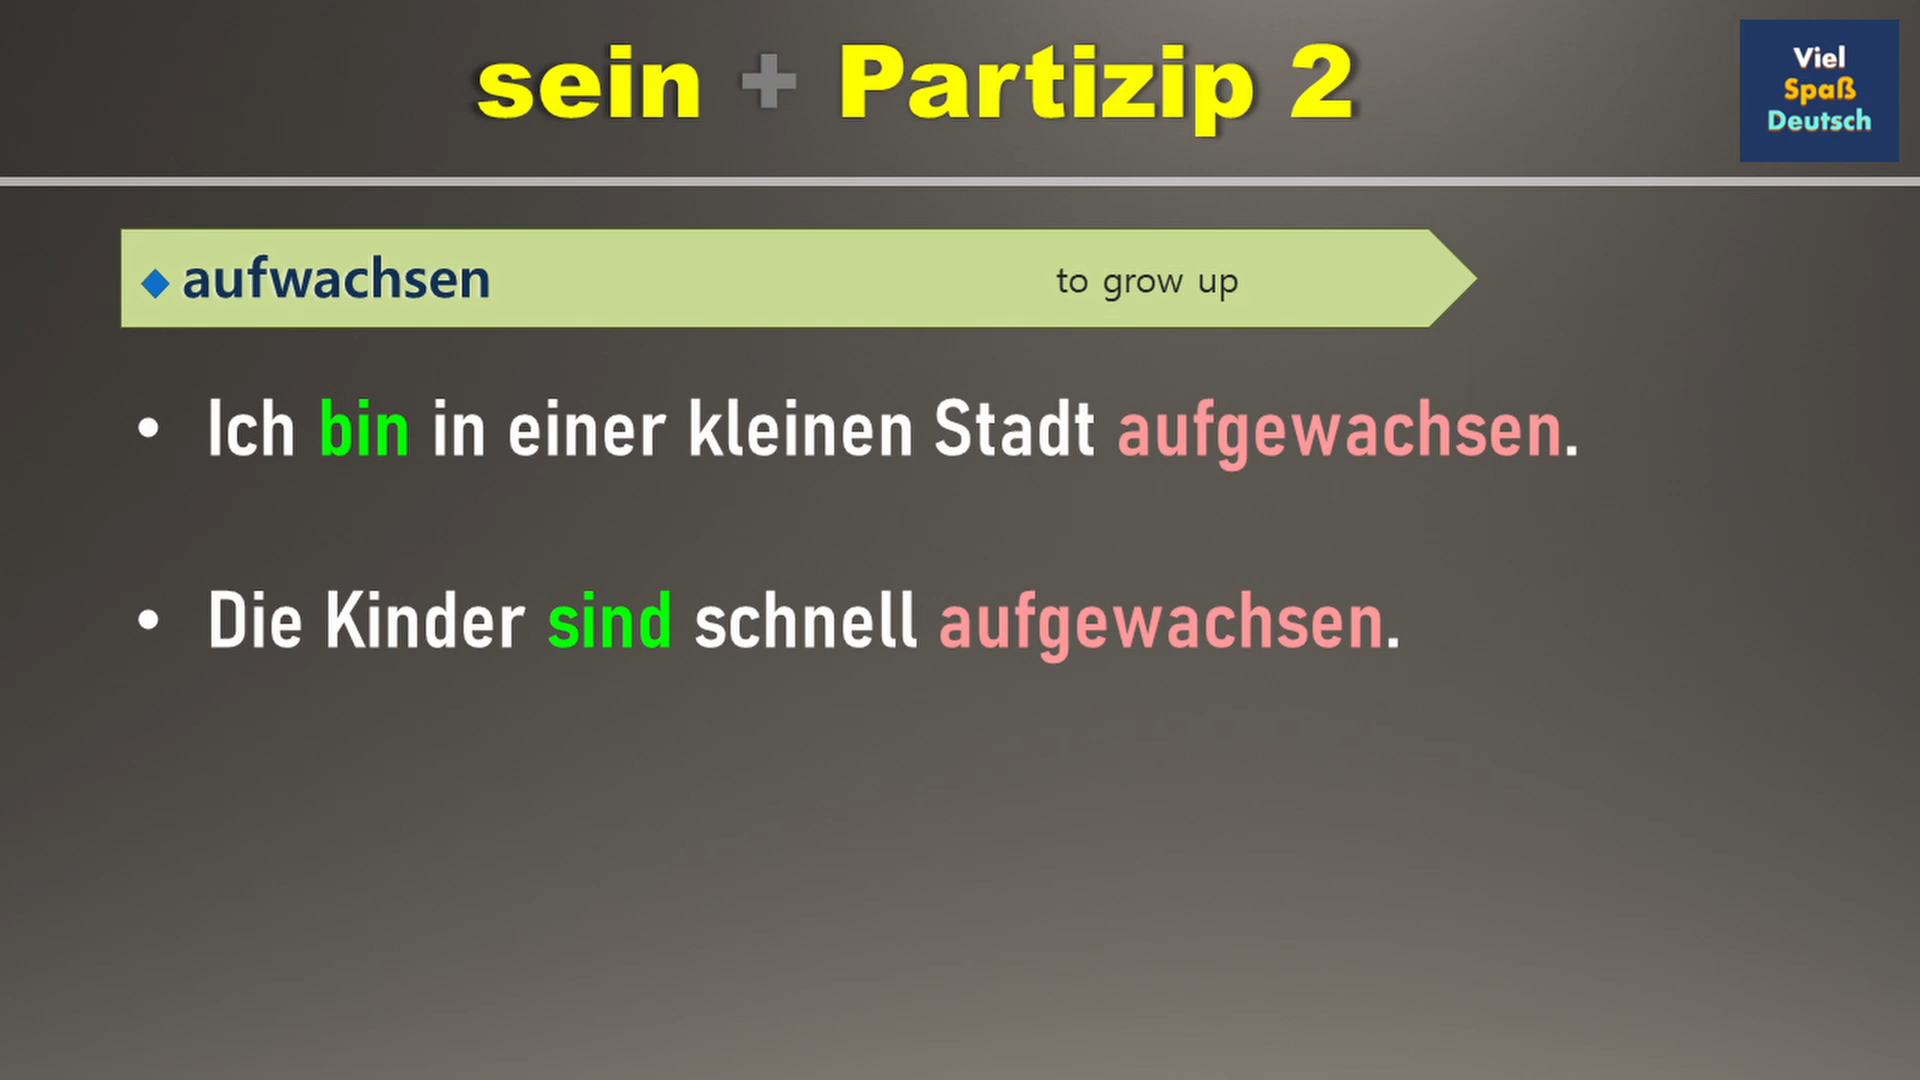 sein + Partizip 2
Viel
Spaß
Deutsch
◆ aufwachsen to grow up
• Ich bin in einer kleinen Stadt aufgewachsen.
• Die Kinder sind schnell aufgewachsen.